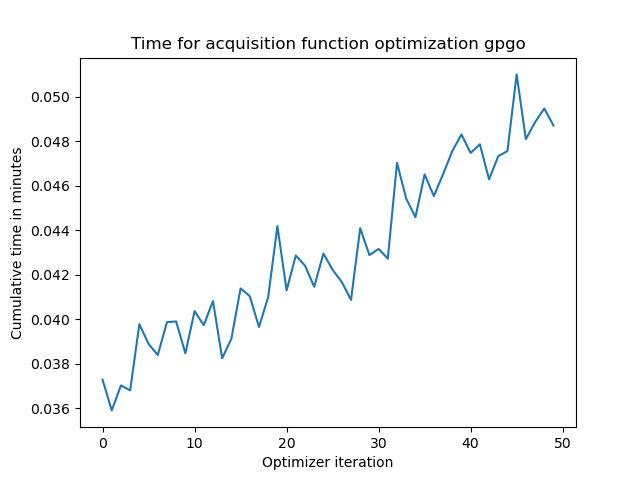 Time for acquisition function optimization gpgo
0.050
0.048
0.046
0.044
0.042
0.040
0.038
0.036
Cumulative time in minutes
0 10 20 30 40 50
Optimizer iteration